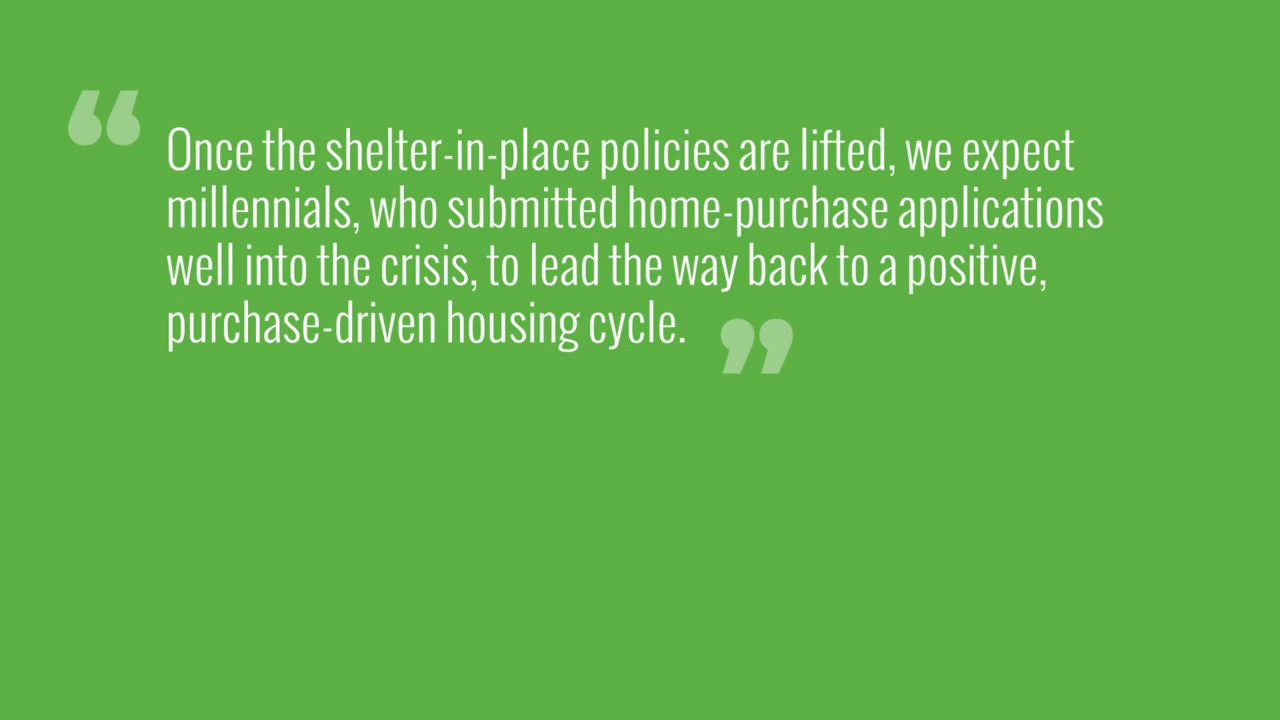 “Once the shelter-in-place policies are lifted, we expect
millennials, who submitted home-purchase applications
well into the crisis, to lead the way back to a positive,
purchase-driven housing cycle.”